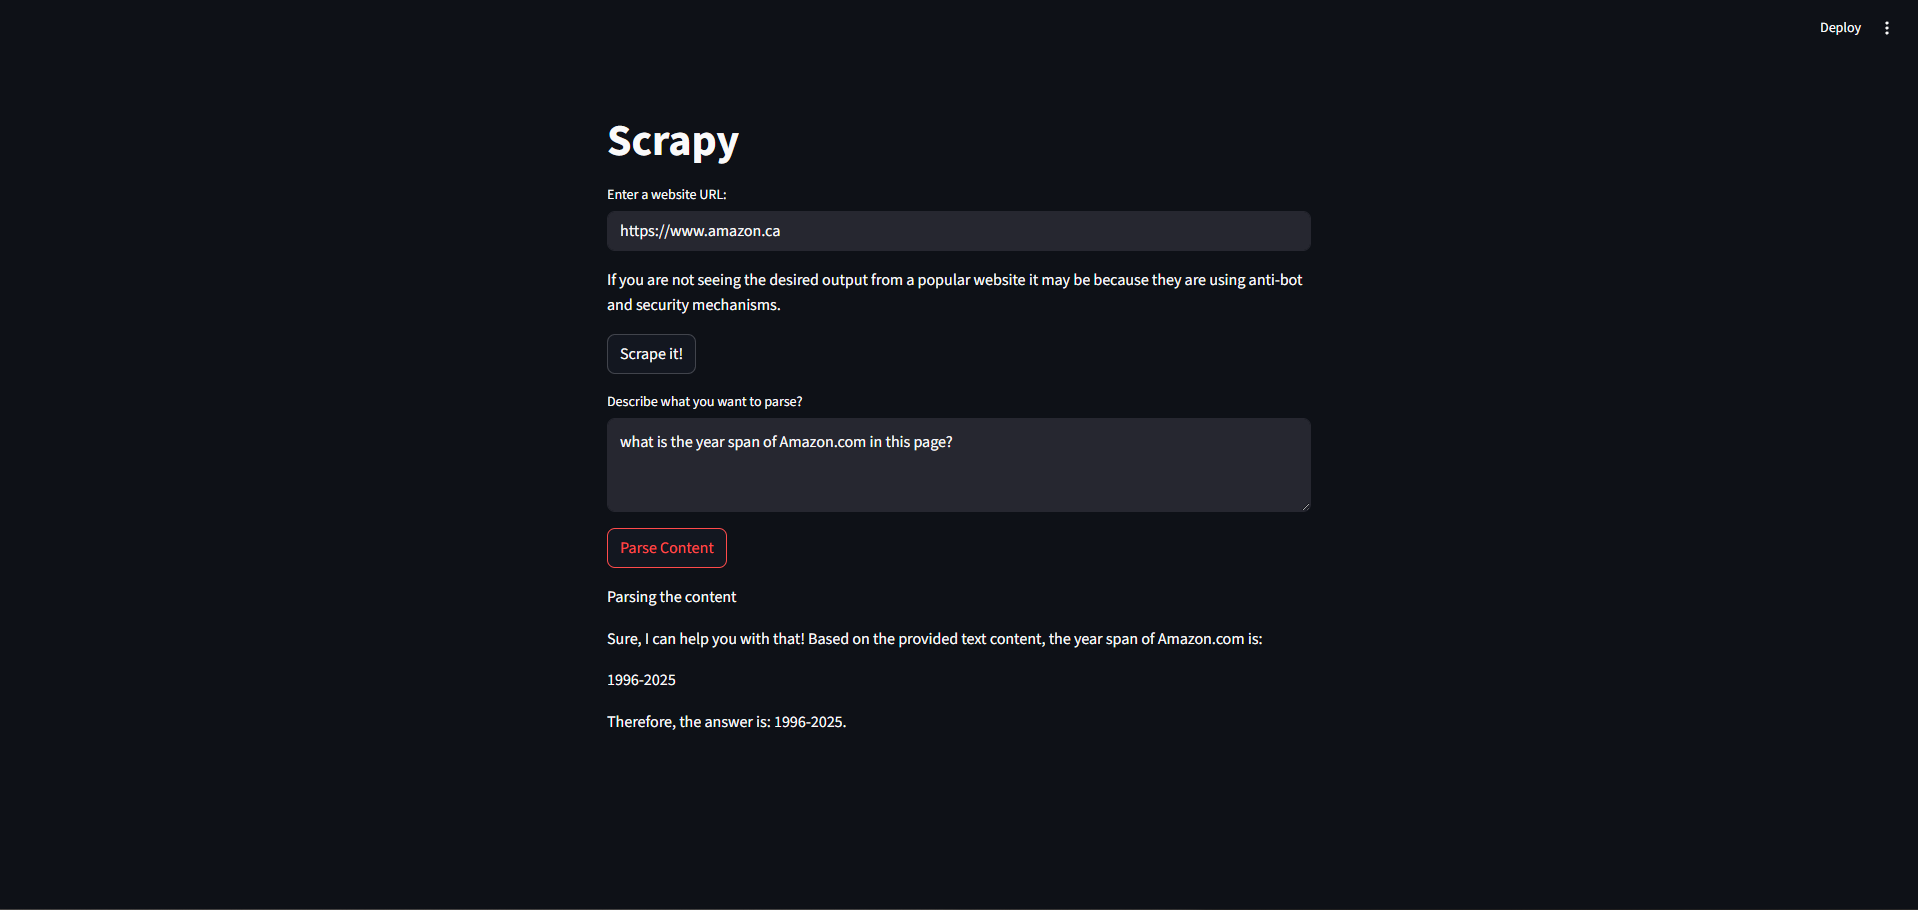 Deploy
Scrapy
Enter a website URL:
https://www.amazon.ca
If you are not seeing the desired output from a popular website it may be because they are using anti-bot
and security mechanisms.
Scrape it!
Describe what you want to parse?
what is the year span of Amazon.com in this page?
Parse Content
Parsing the content
Sure, I can help you with that! Based on the provided text content, the year span of Amazon.com is:
1996-2025
Therefore, the answer is: 1996-2025.